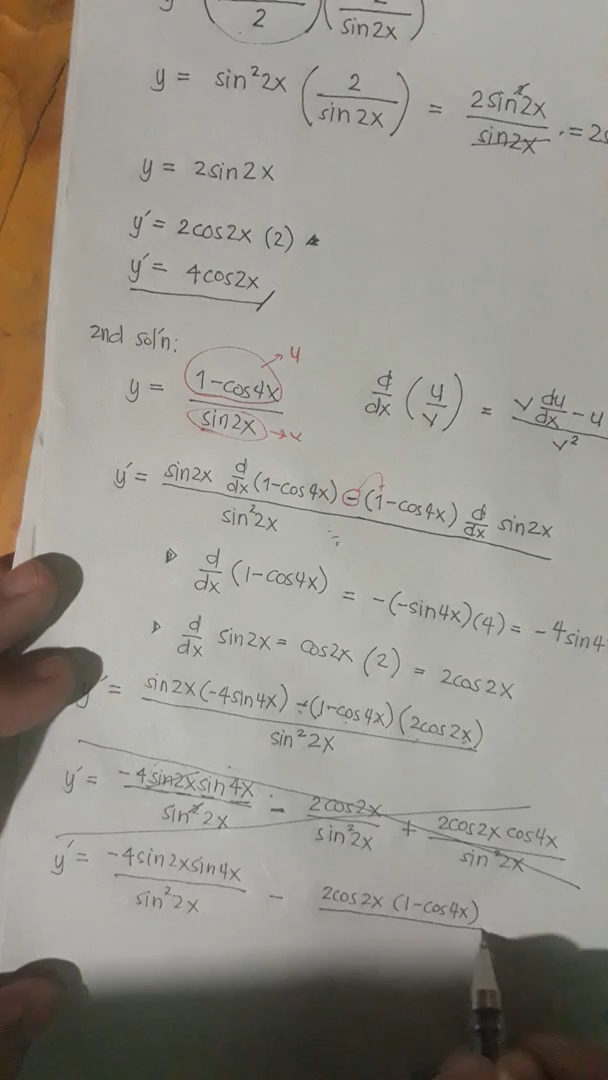 y (   2 ) ( 2 / sin2x )
y = sin²2x ( 2 / sin2x ) = 2sin²2x / sin2x . = 2s
y = 2sin2x
y' = 2cos2x (2)
y' = 4cos2x
2nd sol'n:
y = 1-cos4x / sin2x → u → v d/dx ( u/v ) = v du/dx - u / v²
y' = sin2x d/dx (1-cos4x) - (1-cos4x) d/dx sin2x / sin²2x
d/dx (1-cos4x) = -(-sin4x)(4) = -4sin4
d/dx sin2x = cos2x (2) = 2cos2x
y' = sin2x(-4sin4x) - (1-cos4x)(2cos2x) / sin²2x
y' = -4sin2xsin4x / sin²2x - 2cos2x / sin²2x + 2cos2x cos4x / sin²2x
y' = -4sin2xsin4x / sin²2x - 2cos2x (1-cos4x)